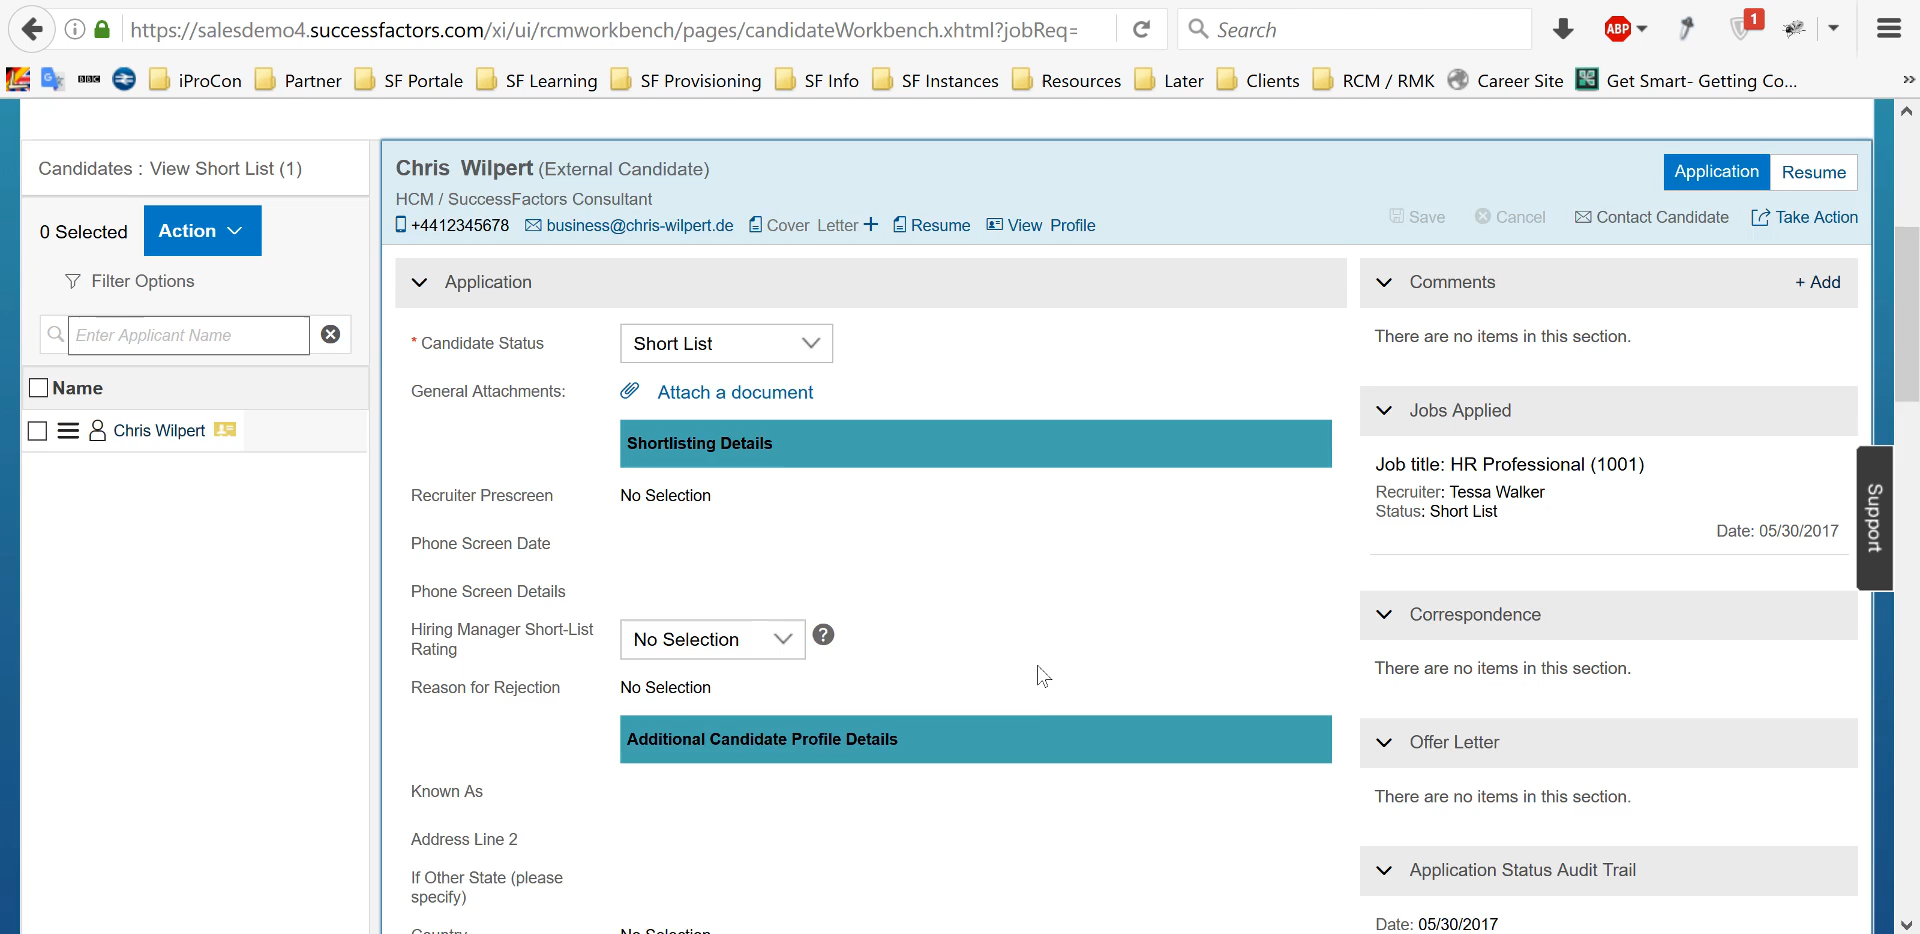 https://salesdemo4.successfactors.com/xi/ui/rcmworkbench/pages/candidateWorkbench.xhtml?jobReq=
Search
ABP
1
BBC
iProCon
Partner
SF Portale
SF Learning
SF Provisioning
SF Info
SF Instances
Resources
Later
Clients
RCM / RMK
Career Site
Get Smart- Getting Co...
Candidates : View Short List (1)
0 Selected
Action
Filter Options
Enter Applicant Name
Name
Chris Wilpert
Chris Wilpert (External Candidate)
HCM / SuccessFactors Consultant
+4412345678
business@chris-wilpert.de
Cover Letter +
Resume
View Profile
Application
Resume
Save
Cancel
Contact Candidate
Take Action
Application
* Candidate Status
Short List
General Attachments:
Attach a document
Shortlisting Details
Recruiter Prescreen
No Selection
Phone Screen Date
Phone Screen Details
Hiring Manager Short-List
Rating
No Selection
?
Reason for Rejection
No Selection
Additional Candidate Profile Details
Known As
Address Line 2
If Other State (please
specify)
Country
No Selection
Comments
+ Add
There are no items in this section.
Jobs Applied
Job title: HR Professional (1001)
Recruiter: Tessa Walker
Status: Short List
Date: 05/30/2017
Correspondence
There are no items in this section.
Offer Letter
There are no items in this section.
Application Status Audit Trail
Date: 05/30/2017
Support